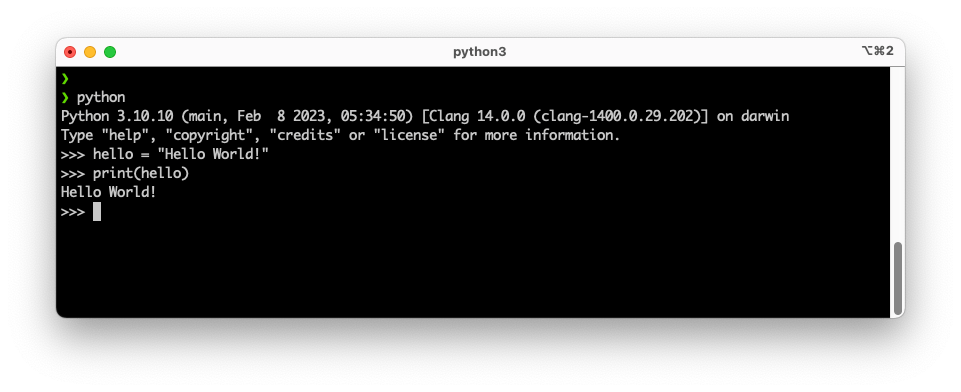 python3
⌥⌘2
❯
❯ python
Python 3.10.10 (main, Feb  8 2023, 05:34:50) [Clang 14.0.0 (clang-1400.0.29.202)] on darwin
Type "help", "copyright", "credits" or "license" for more information.
>>> hello = "Hello World!"
>>> print(hello)
Hello World!
>>>